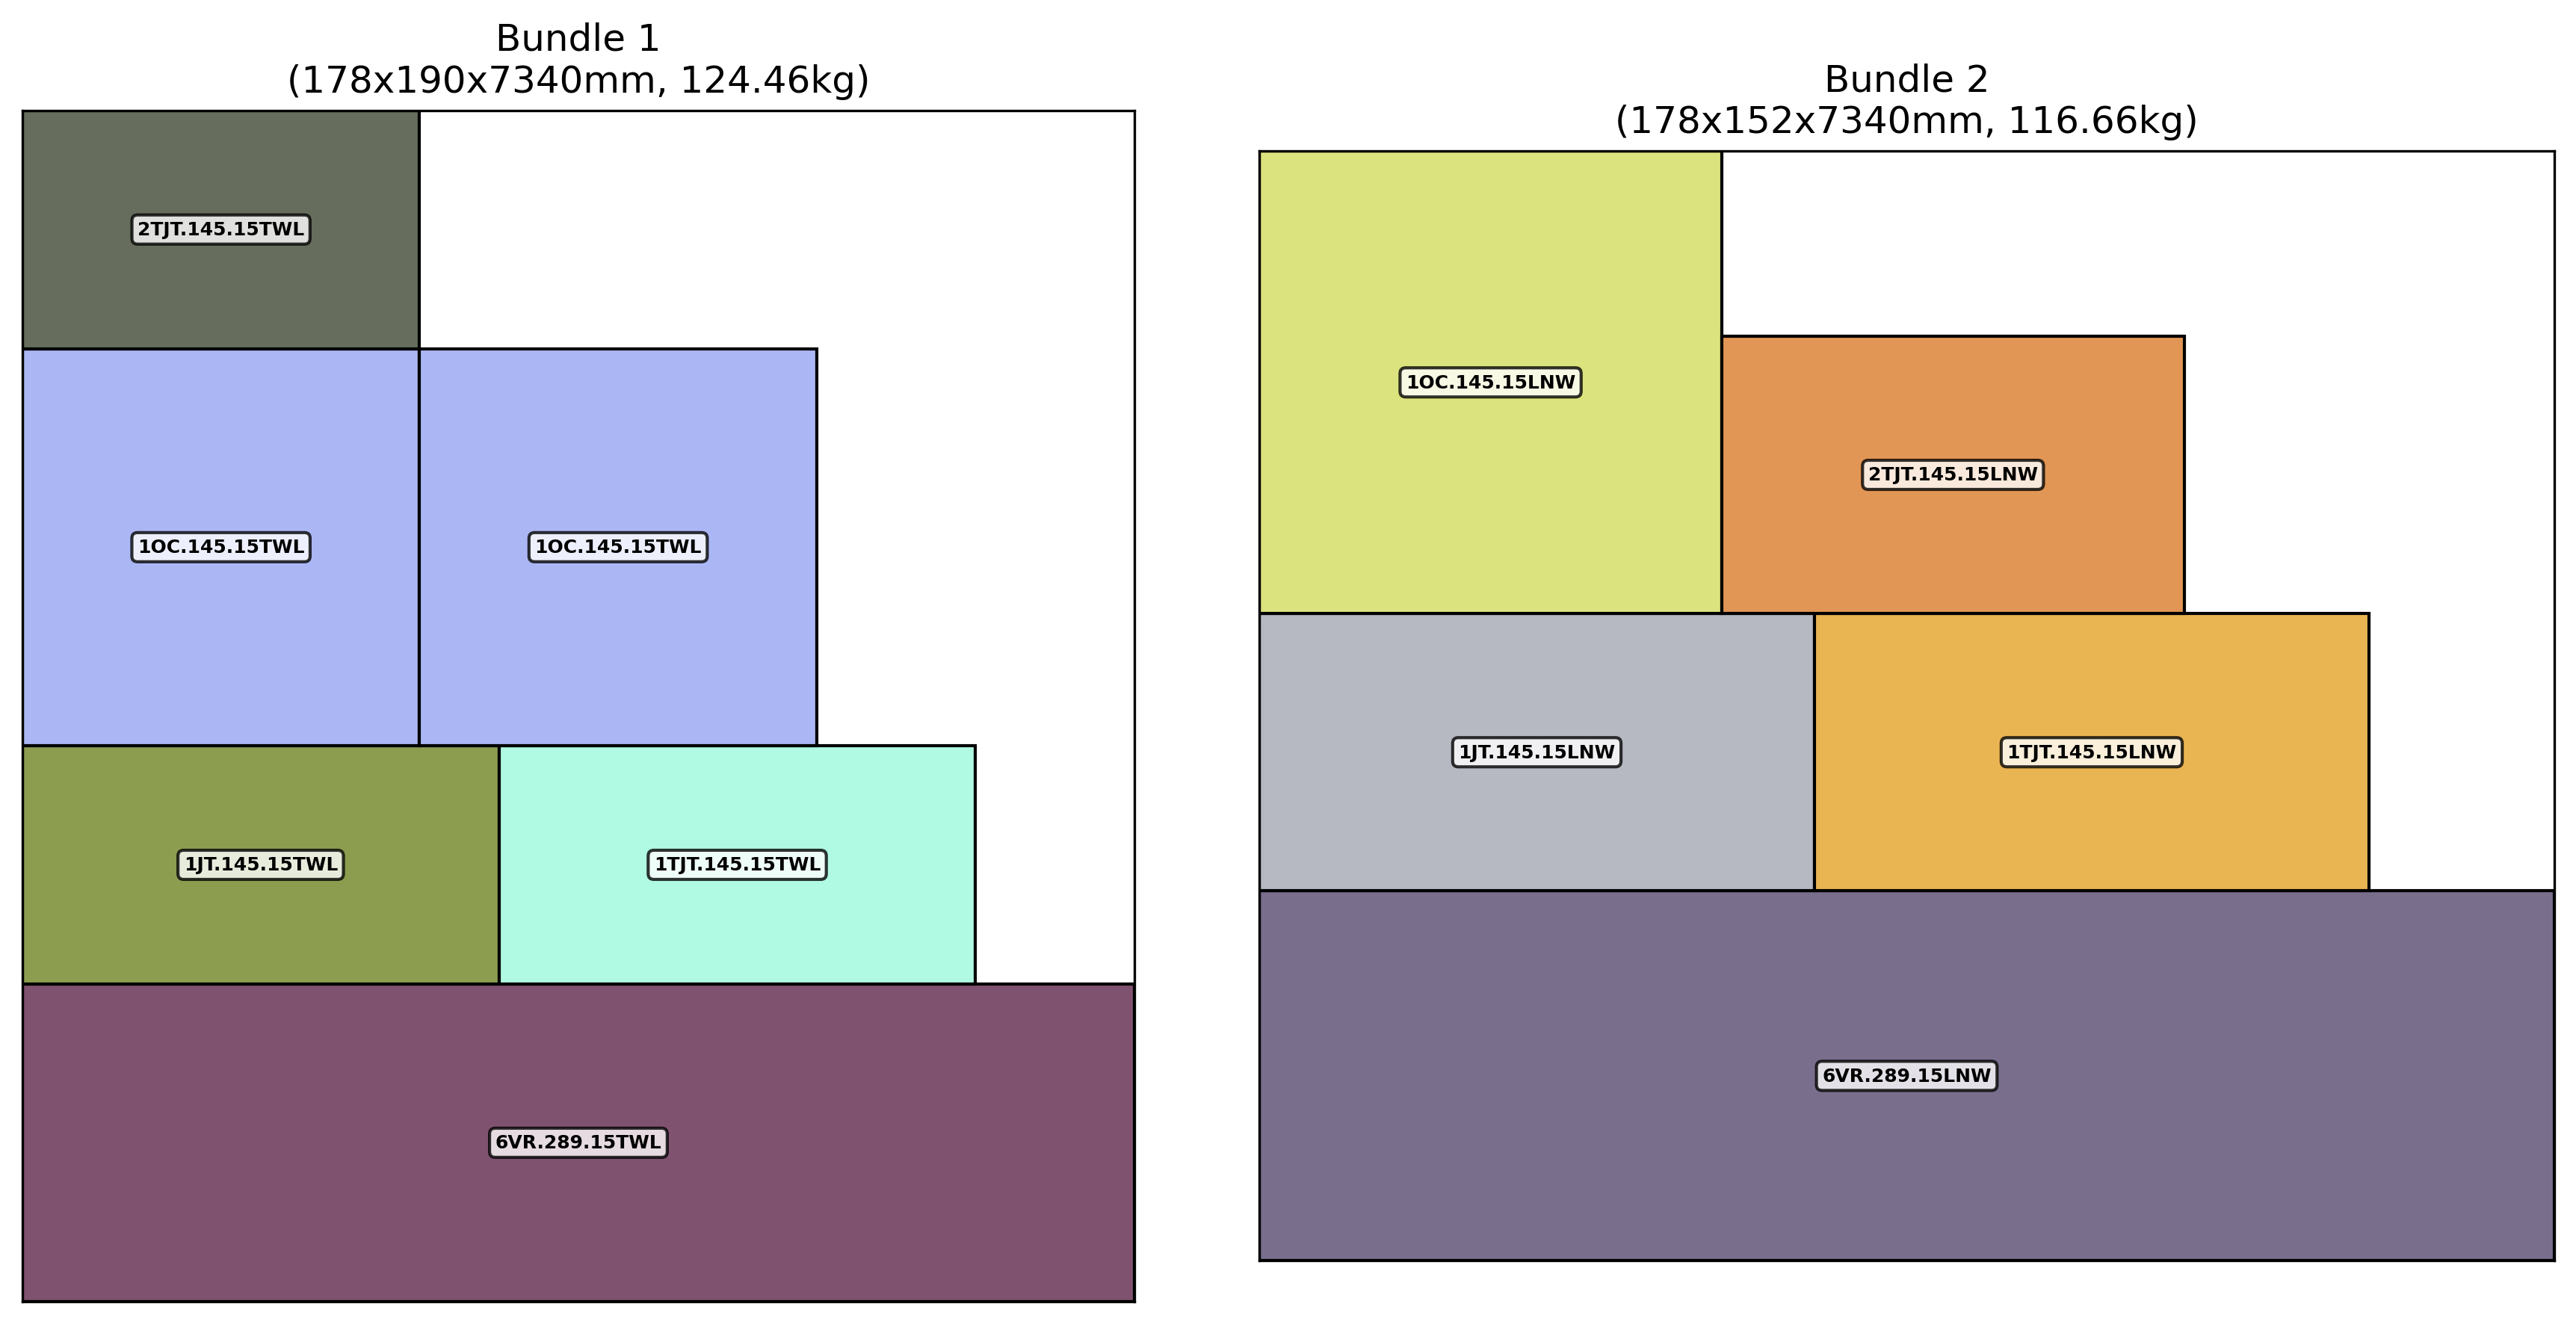 Bundle 1
(178x190x7340mm, 124.46kg)
2TJT.145.15TWL
1OC.145.15TWL
1OC.145.15TWL
1JT.145.15TWL
1TJT.145.15TWL
6VR.289.15TWL
Bundle 2
(178x152x7340mm, 116.66kg)
1OC.145.15LNW
2TJT.145.15LNW
1JT.145.15LNW
1TJT.145.15LNW
6VR.289.15LNW